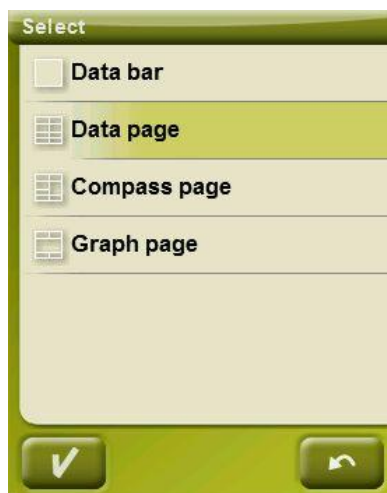 Select
Data bar
Data page
Compass page
Graph page